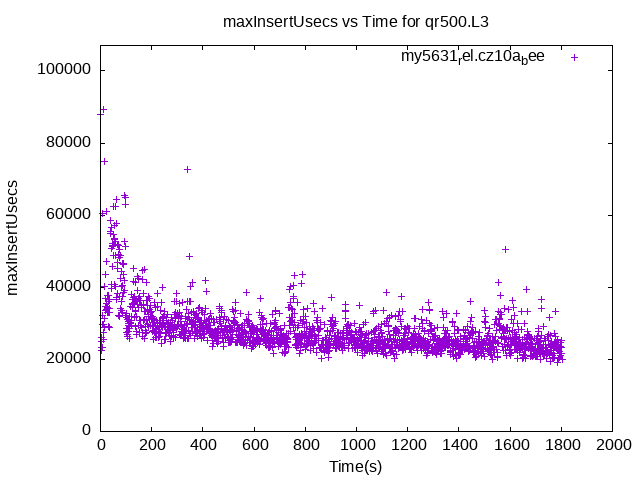 maxInsertUsecs vs Time for qr500.L3
my5631rel.cz10abee
maxInsertUsecs
100000
80000
60000
40000
20000
0
0 200 400 600 800 1000 1200 1400 1600 1800 2000
Time(s)